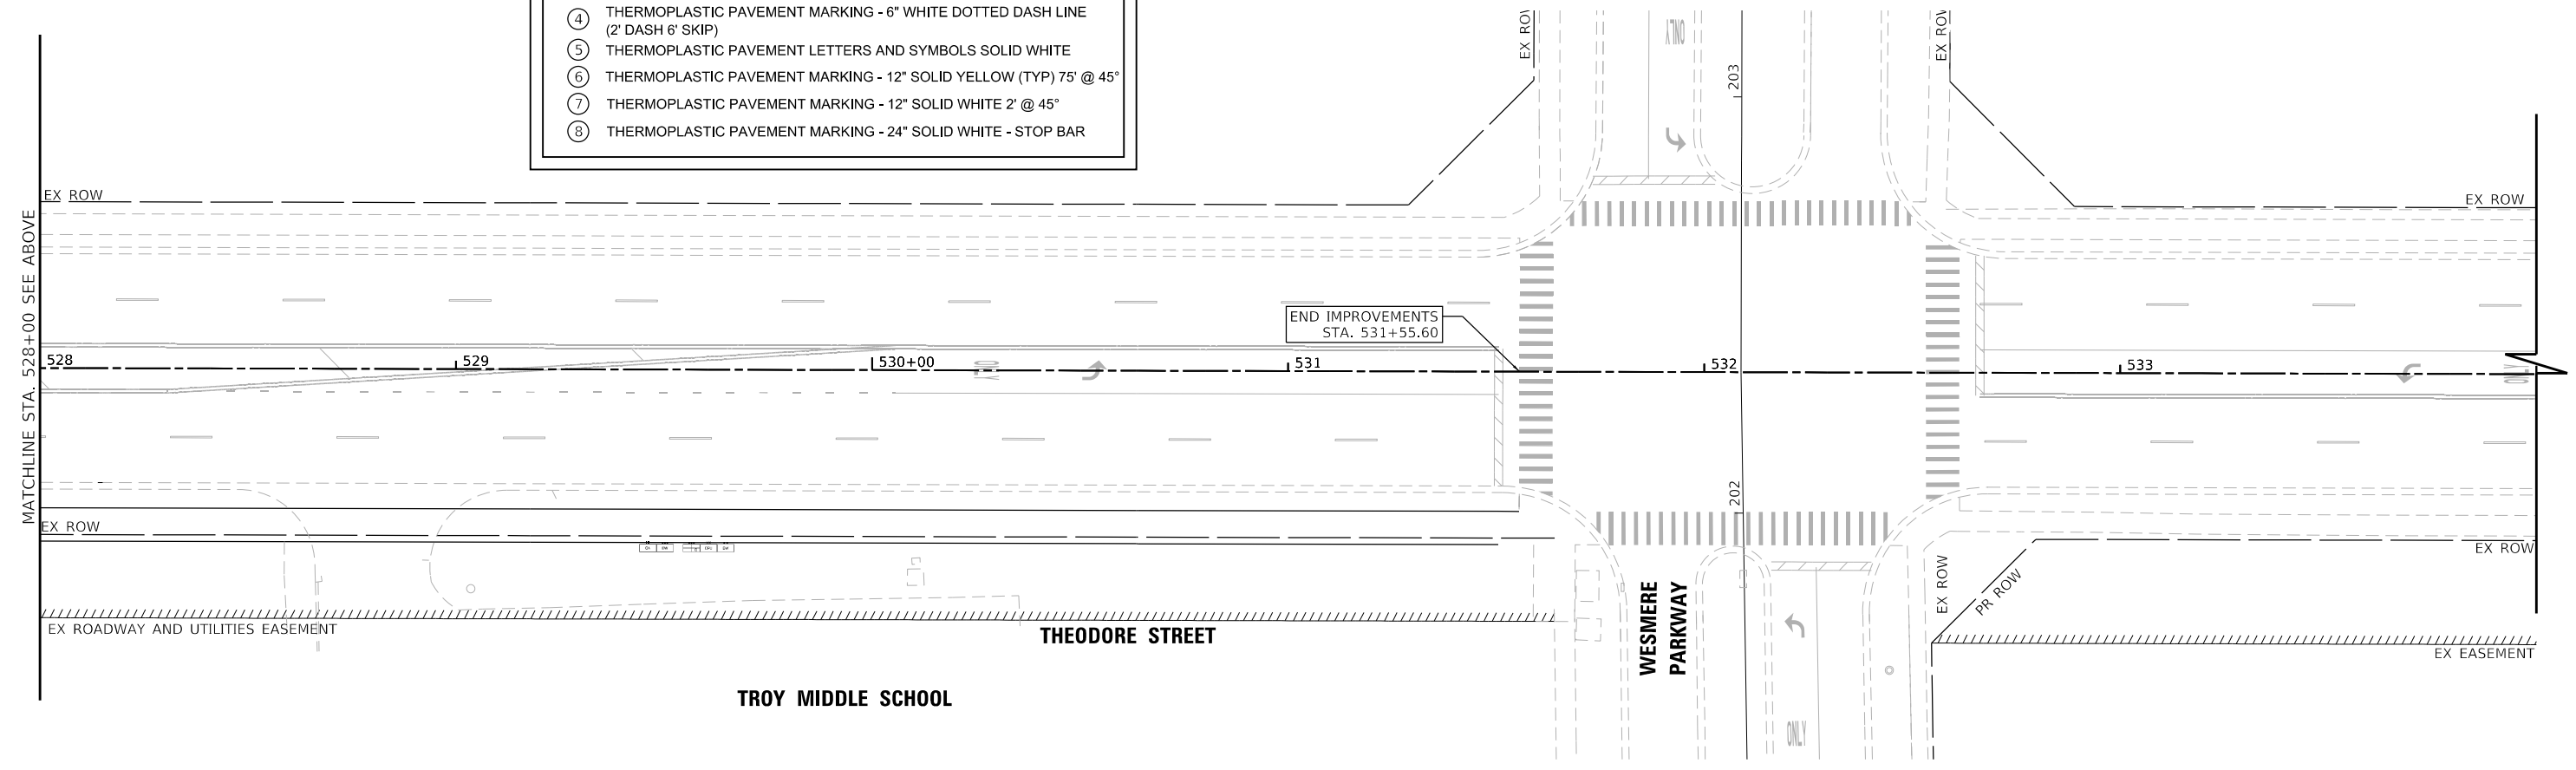 4 THERMOPLASTIC PAVEMENT MARKING - 6" WHITE DOTTED DASH LINE
(2' DASH 6' SKIP)
5 THERMOPLASTIC PAVEMENT LETTERS AND SYMBOLS SOLID WHITE
6 THERMOPLASTIC PAVEMENT MARKING - 12" SOLID YELLOW (TYP) 75' @ 45°
7 THERMOPLASTIC PAVEMENT MARKING - 12" SOLID WHITE 2' @ 45°
8 THERMOPLASTIC PAVEMENT MARKING - 24" SOLID WHITE - STOP BAR
EX ROW
ONLY
203
EX ROW
EX ROW
EX ROW
MATCHLINE STA. 528+00 SEE ABOVE
END IMPROVEMENTS
STA. 531+55.60
528
529
530+00
ONLY
531
532
533
ONLY
202
EX ROW
EX ROW
EX ROW
PR ROW
EX ROADWAY AND UTILITIES EASEMENT
THEODORE STREET
WESMERE
PARKWAY
EX EASEMENT
TROY MIDDLE SCHOOL
ONLY